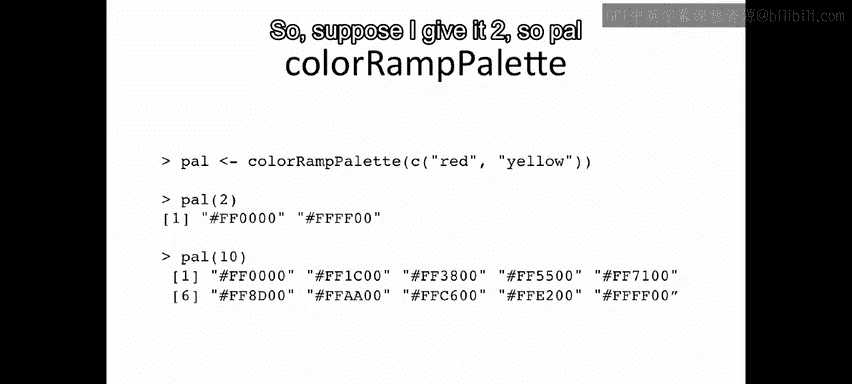 So, suppose I give it 2, so pal
colorRampPalette
> pal <- colorRampPalette(c("red", "yellow"))
> pal(2)
[1] "#FF0000" "#FFFF00"
> pal(10)
[1] "#FF0000" "#FF1C00" "#FF3800" "#FF5500" "#FF7100"
[6] "#FF8D00" "#FFAA00" "#FFC600" "#FFE200" "#FFFF00”